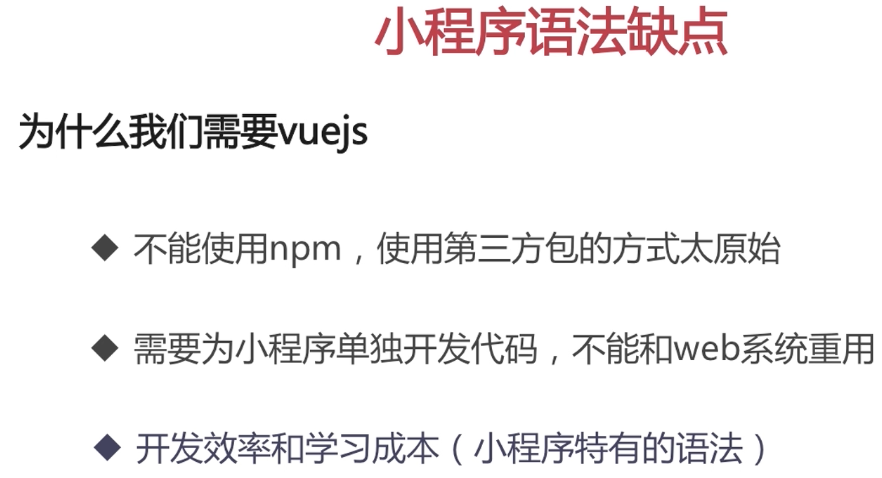 小程序语法缺点
为什么我们需要vuejs
◆ 不能使用npm，使用第三方包的方式太原始
◆ 需要为小程序单独开发代码，不能和web系统重用
◆ 开发效率和学习成本（小程序特有的语法）